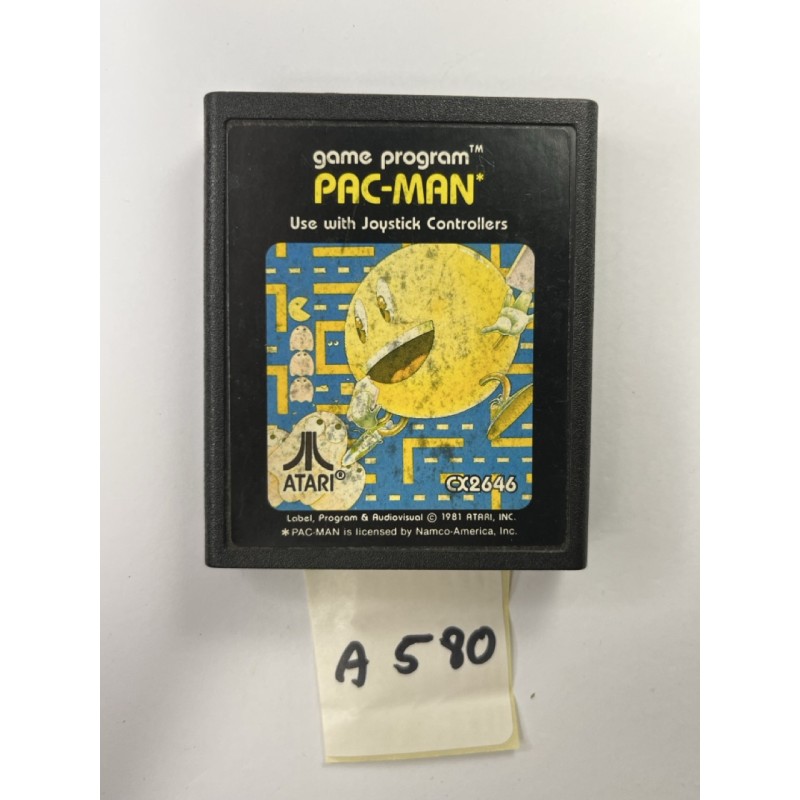 game program™
PAC-MAN*
Use with Joystick Controllers
ATARI®
CX2646
Label, Program & Audiovisual © 1981 ATARI, INC.
* PAC-MAN is licensed by Namco-America, Inc.
A 580